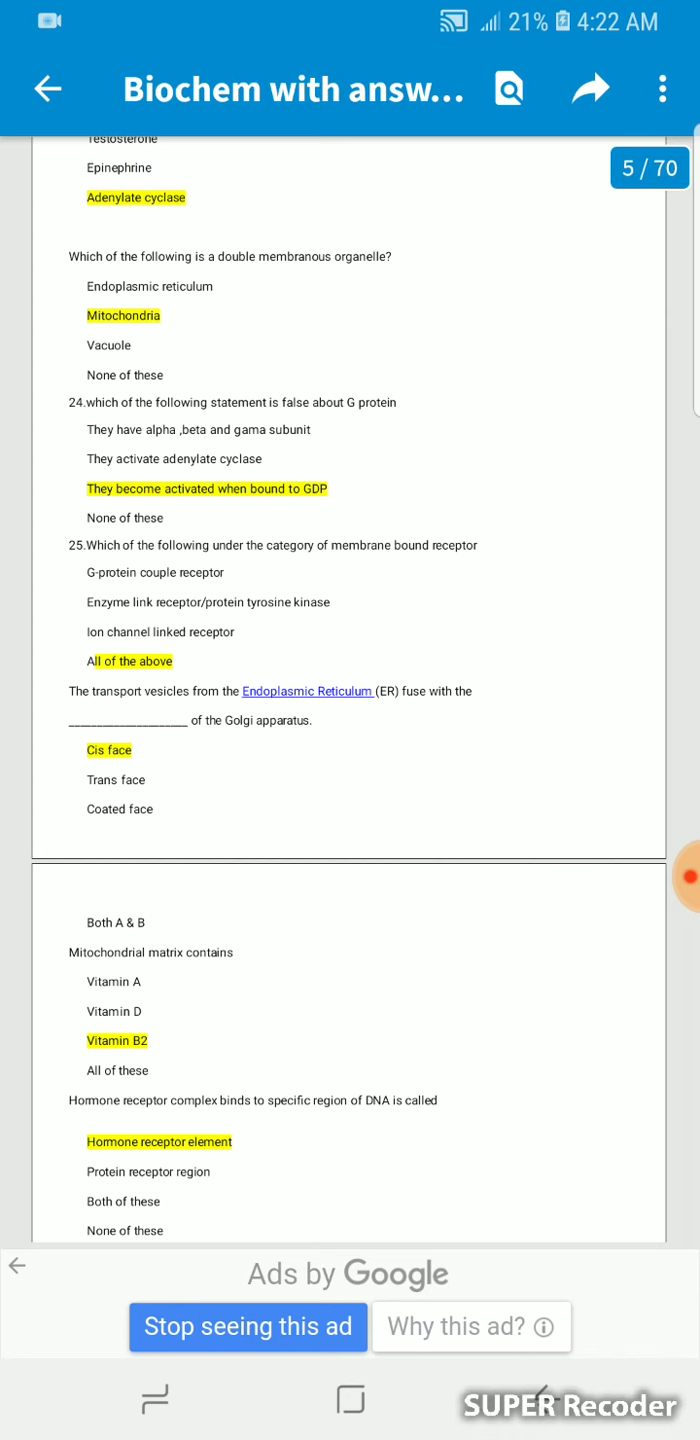 21% 4:22 AM
Biochem with answ...
5 / 70
Testosterone
Epinephrine
Adenylate cyclase
Which of the following is a double membranous organelle?
Endoplasmic reticulum
Mitochondria
Vacuole
None of these
24.which of the following statement is false about G protein
They have alpha ,beta and gama subunit
They activate adenylate cyclase
They become activated when bound to GDP
None of these
25.Which of the following under the category of membrane bound receptor
G-protein couple receptor
Enzyme link receptor/protein tyrosine kinase
Ion channel linked receptor
All of the above
The transport vesicles from the Endoplasmic Reticulum (ER) fuse with the
____________________ of the Golgi apparatus.
Cis face
Trans face
Coated face
Both A & B
Mitochondrial matrix contains
Vitamin A
Vitamin D
Vitamin B2
All of these
Hormone receptor complex binds to specific region of DNA is called
Hormone receptor element
Protein receptor region
Both of these
None of these
Ads by Google
Stop seeing this ad
Why this ad?
SUPER Recoder